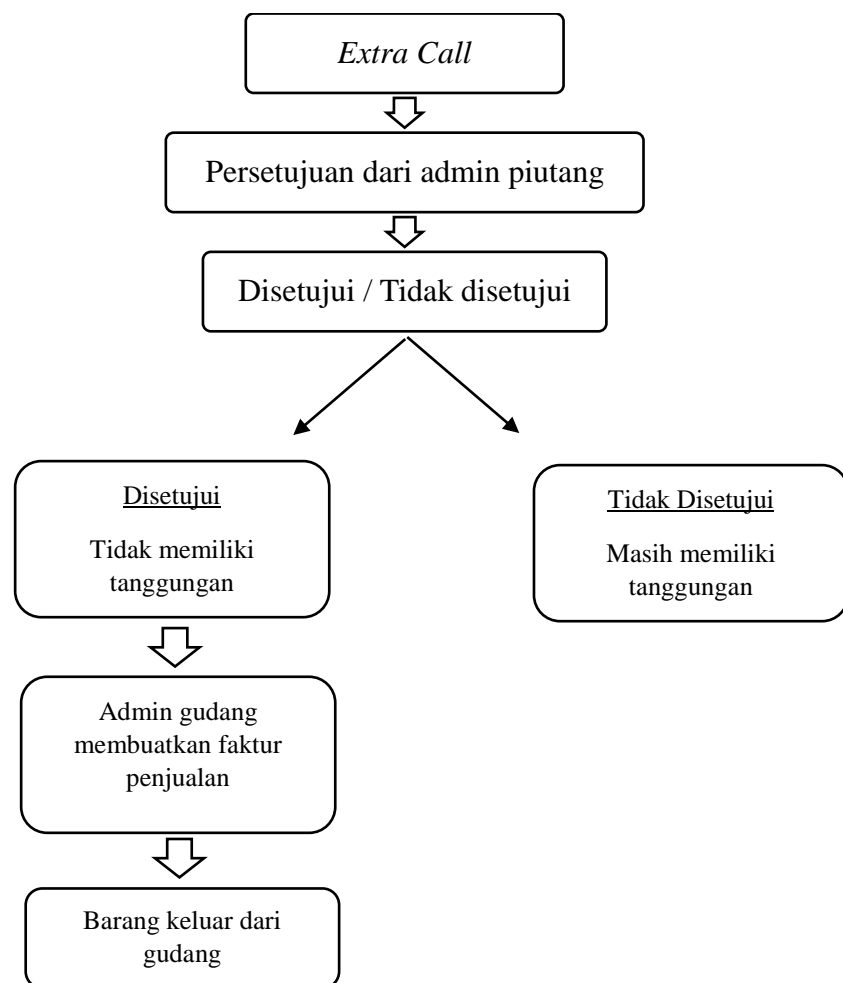 Extra Call
Persetujuan dari admin piutang
Disetujui / Tidak disetujui
Disetujui
Tidak memiliki
tanggungan
Tidak Disetujui
Masih memiliki
tanggungan
Admin gudang
membuatkan faktur
penjualan
Barang keluar dari
gudang